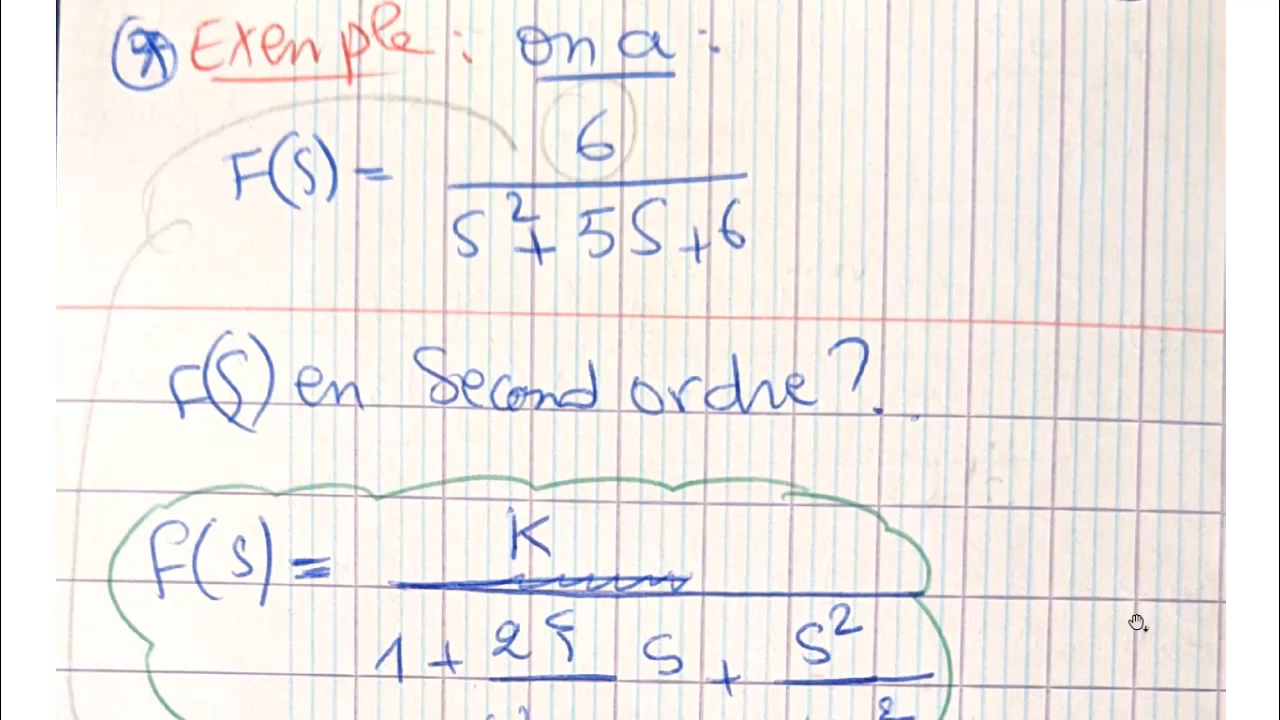 Exemple : on a :
F(S) = 6 / S² + 5S + 6
F(S) en Second ordre ?
F(S) = K / 1 + 2ξ S + S²